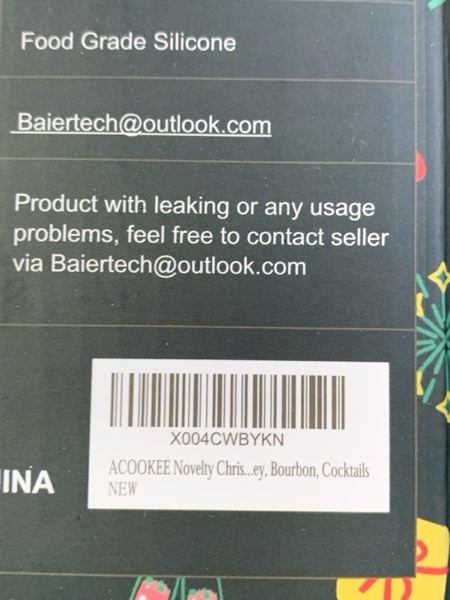 Food Grade Silicone
Baiertech@outlook.com
Product with leaking or any usage
problems, feel free to contact seller
via Baiertech@outlook.com
X004CWBYKN
ACOOKEE Novelty Chris...ey, Bourbon, Cocktails
NEW